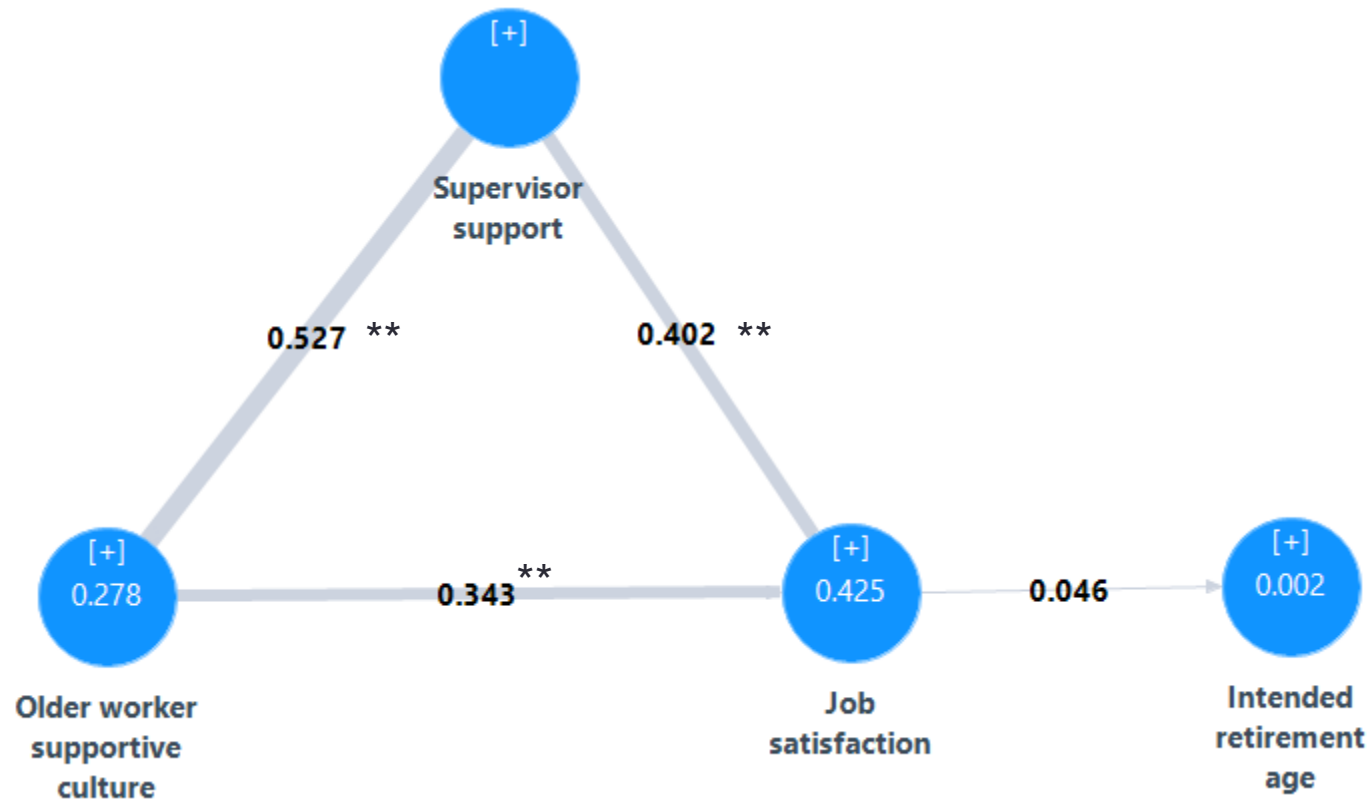 [+]
Supervisor
support
0.527 **
0.402 **
[+]
0.278
Older worker
supportive
culture
**
0.343
[+]
0.425
Job
satisfaction
0.046
[+]
0.002
Intended
retirement
age